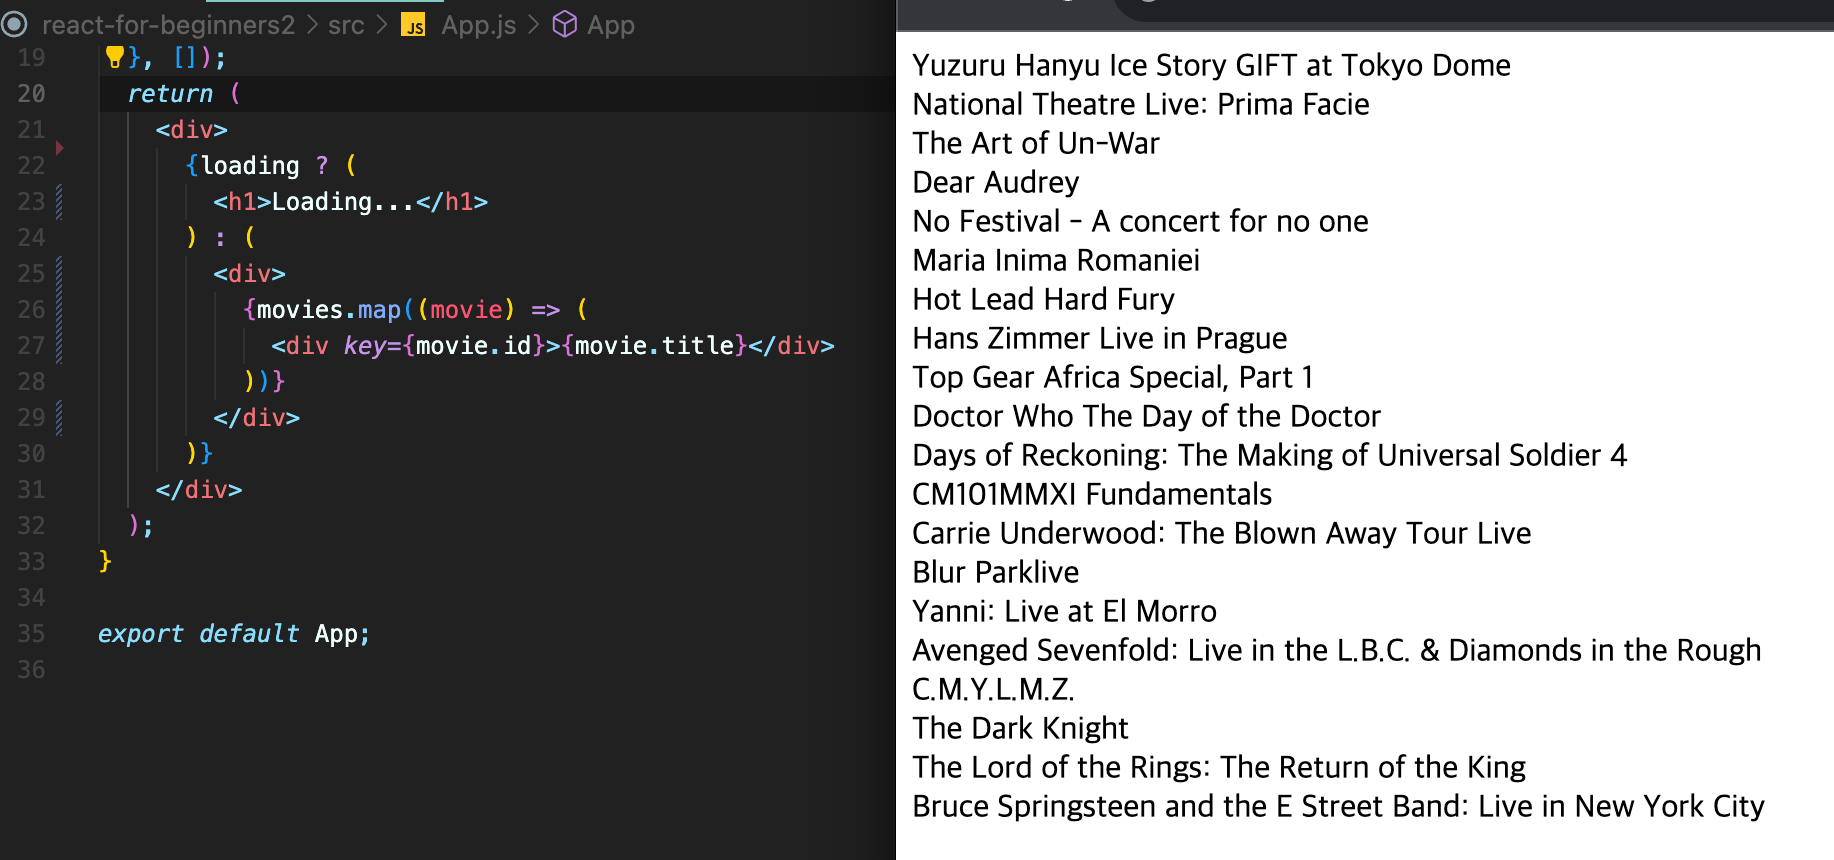 react-for-beginners2 > src > JS App.js > App
19 }, []);
20 return (
21 <div>
22 {loading ? (
23 <h1>Loading...</h1>
24 ) : (
25 <div>
26 {movies.map((movie) => (
27 <div key={movie.id}>{movie.title}</div>
28 ))}
29 </div>
30 )}
31 </div>
32 );
33 }
34
35 export default App;
36
Yuzuru Hanyu Ice Story GIFT at Tokyo Dome
National Theatre Live: Prima Facie
The Art of Un-War
Dear Audrey
No Festival - A concert for no one
Maria Inima Romaniei
Hot Lead Hard Fury
Hans Zimmer Live in Prague
Top Gear Africa Special, Part 1
Doctor Who The Day of the Doctor
Days of Reckoning: The Making of Universal Soldier 4
CM101MMXI Fundamentals
Carrie Underwood: The Blown Away Tour Live
Blur Parklive
Yanni: Live at El Morro
Avenged Sevenfold: Live in the L.B.C. & Diamonds in the Rough
C.M.Y.L.M.Z.
The Dark Knight
The Lord of the Rings: The Return of the King
Bruce Springsteen and the E Street Band: Live in New York City